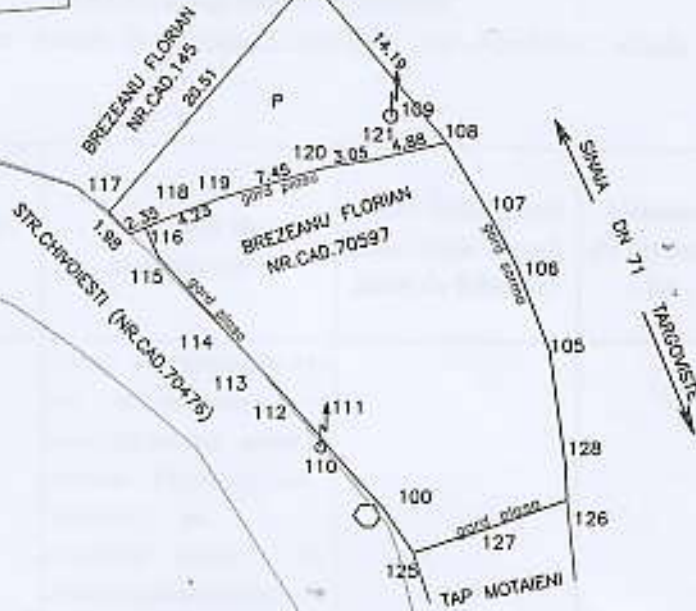 BREZEANU FLORIAN
NR.CAD.145
20.51
14.19
P
109
121
108
4.88
3.05
120
7.45
gard plasa
119
118
117
4.23
2.33
1.98
116
115
BREZEANU FLORIAN
NR.CAD.70597
107
gard sarma
106
105
SINAIA
DN 71
TARGOVISTE
STR.CHIVOIESTI (NR.CAD.70476)
gard plasa
114
113
112
111
110
100
128
126
gard plasa
127
125
TAP MOTAIENI